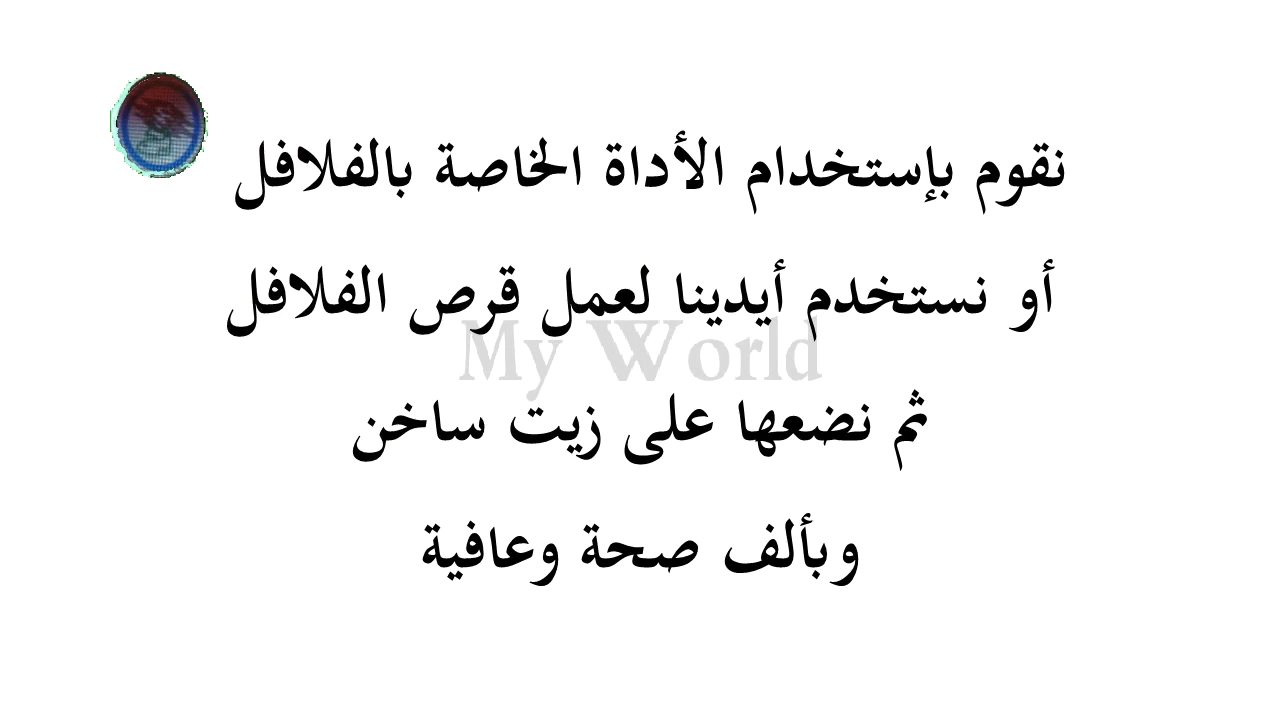 نقوم بإستخدام الأداة الخاصة بالفلافل
أو نستخدم أيدينا لعمل قرص الفلافل
My World
ثم نضعها على زيت ساخن
وبألف صحة وعافية